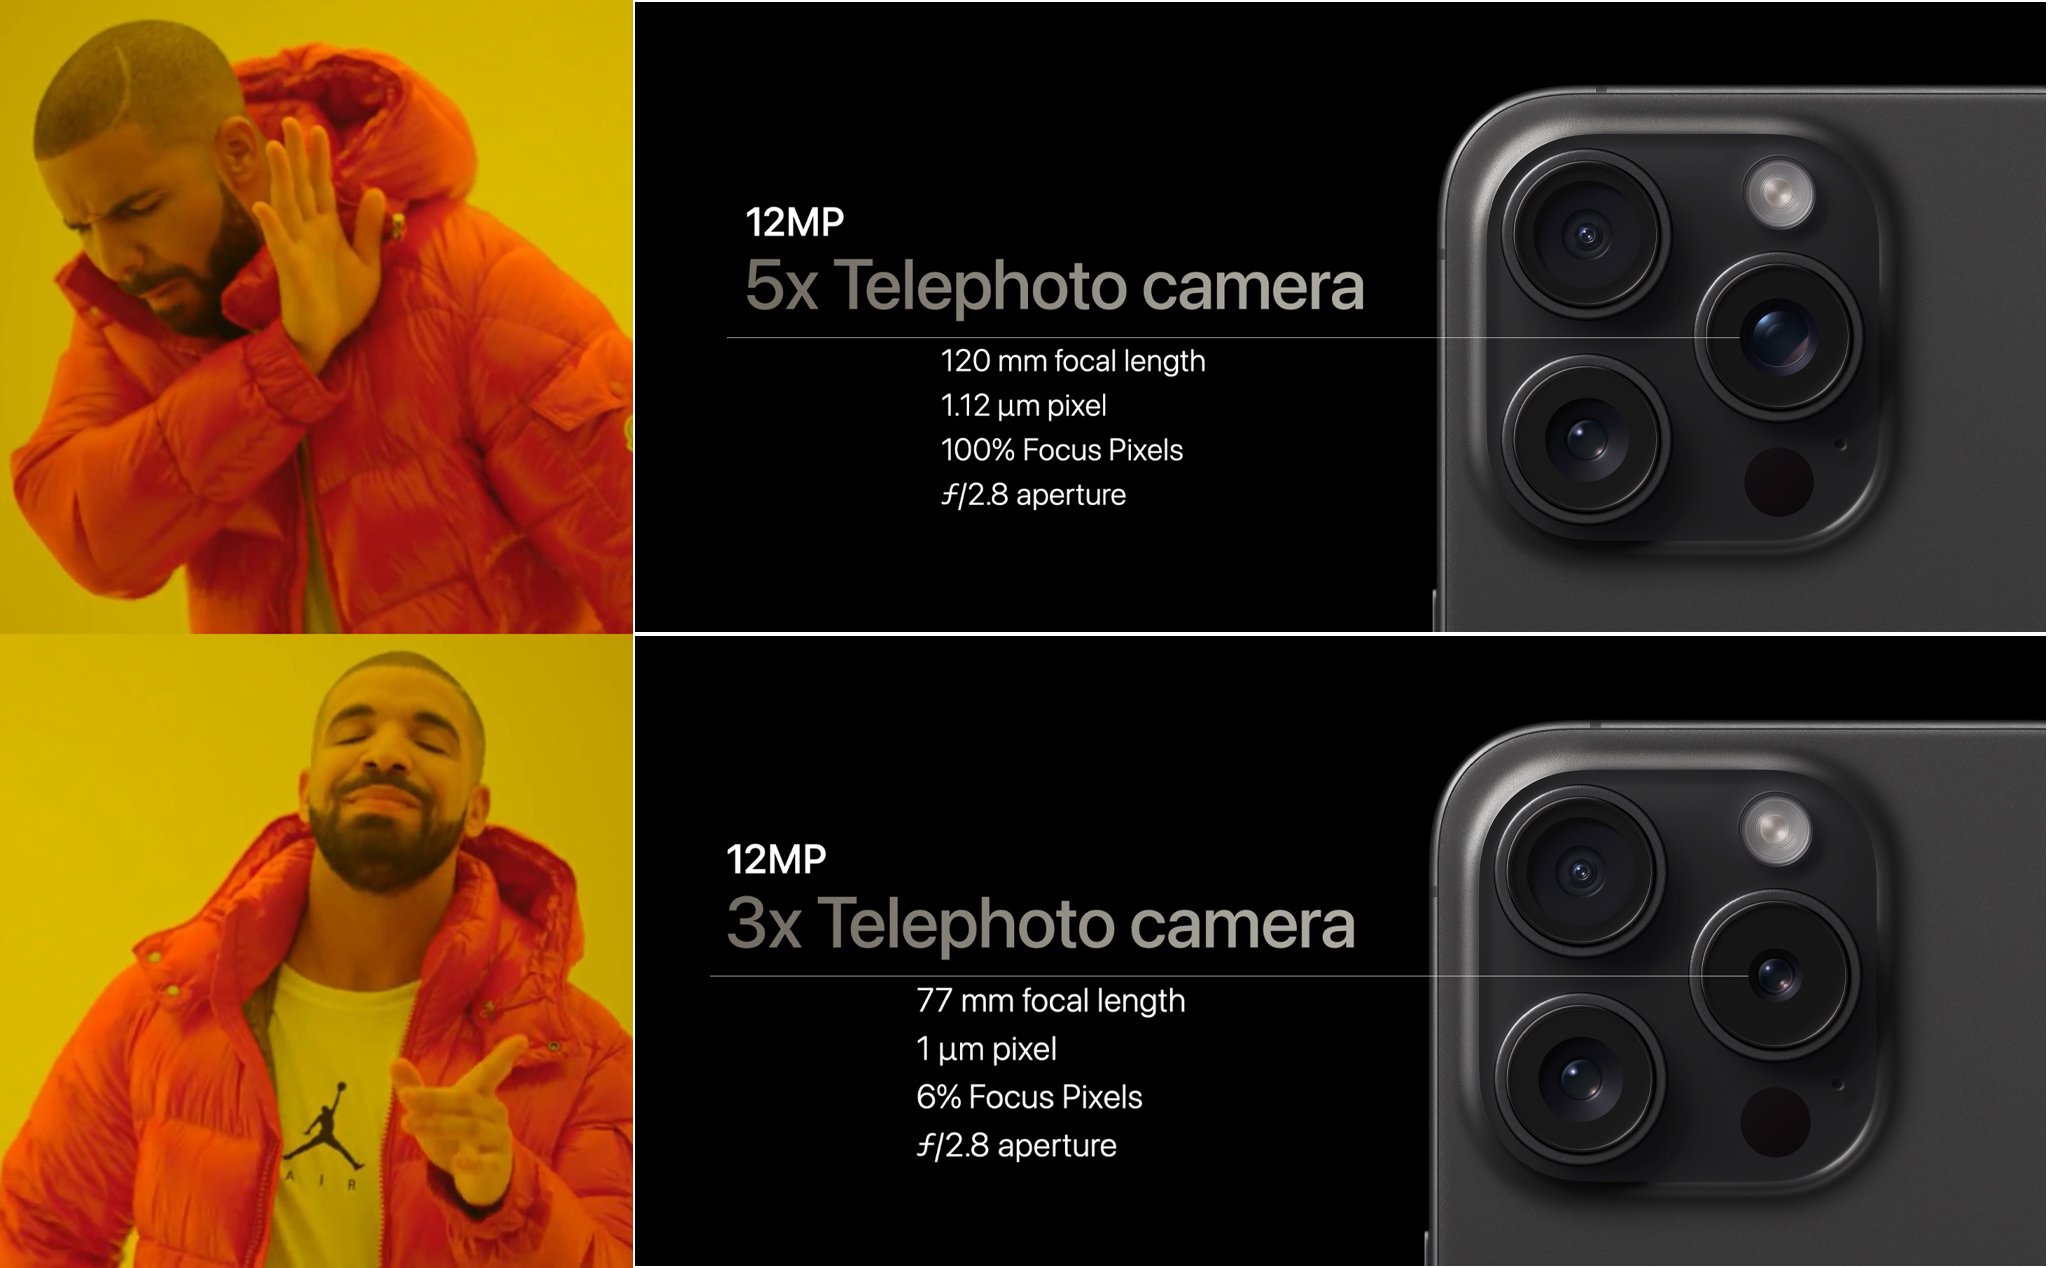 12MP
5x Telephoto camera
120 mm focal length
1.12 µm pixel
100% Focus Pixels
ƒ/2.8 aperture
12MP
3x Telephoto camera
77 mm focal length
1 µm pixel
6% Focus Pixels
ƒ/2.8 aperture
AIR